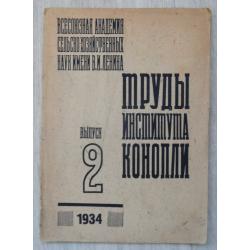 ВСЕСОЮЗНАЯ АКАДЕМИЯ
СЕЛЬСКО-ХОЗЯЙСТВЕННЫХ
НАУК ИМЕНИ В.И.ЛЕНИНА
ТРУДЫ
ИНСТИТУТА
КОНОПЛИ
ВЫПУСК
2
1934